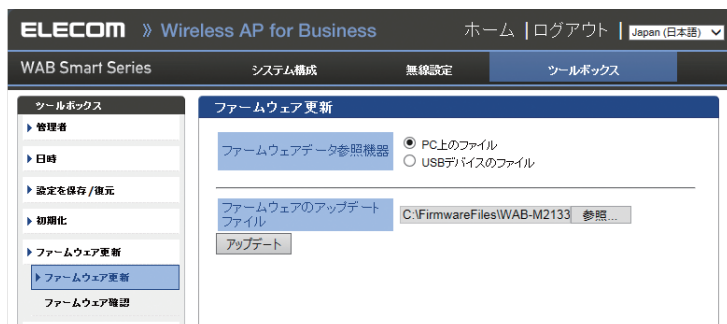 ELECOM » Wireless AP for Business ホーム | ログアウト | Japan (日本語)
WAB Smart Series システム構成 無線設定 ツールボックス
ツールボックス
管理者
日時
設定を保存/復元
初期化
ファームウェア更新
ファームウェア更新
ファームウェア確認
ファームウェア更新
ファームウェアデータ参照機器
PC上のファイル
USBデバイスのファイル
ファームウェアのアップデート
ファイル
C:\FirmwareFiles\WAB-M2133 参照...
アップデート